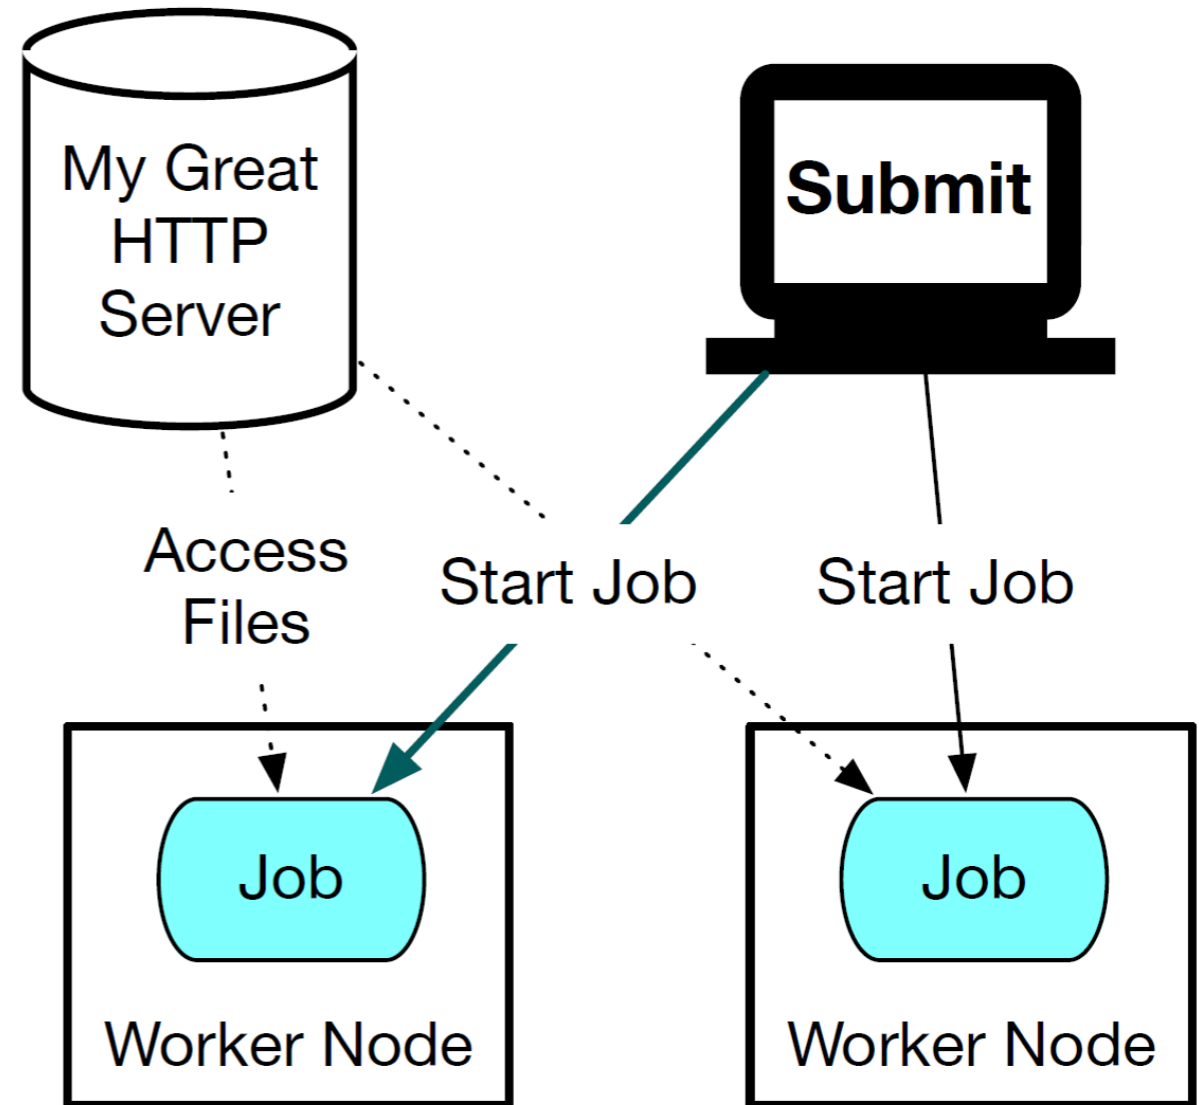 My Great
HTTP
Server
Submit
Access
Files
Start Job
Start Job
Job
Worker Node
Job
Worker Node